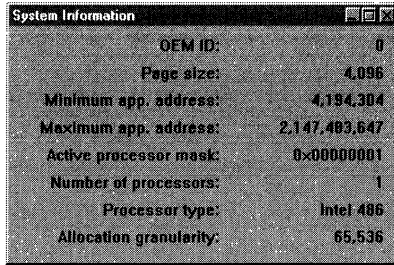 System Information
OEM ID: 0
Page size: 4,096
Minimum app. address: 4,194,304
Maximum app. address: 2,147,483,647
Active processor mask: 0x00000001
Number of processors: 1
Processor type: Intel 486
Allocation granularity: 65,536